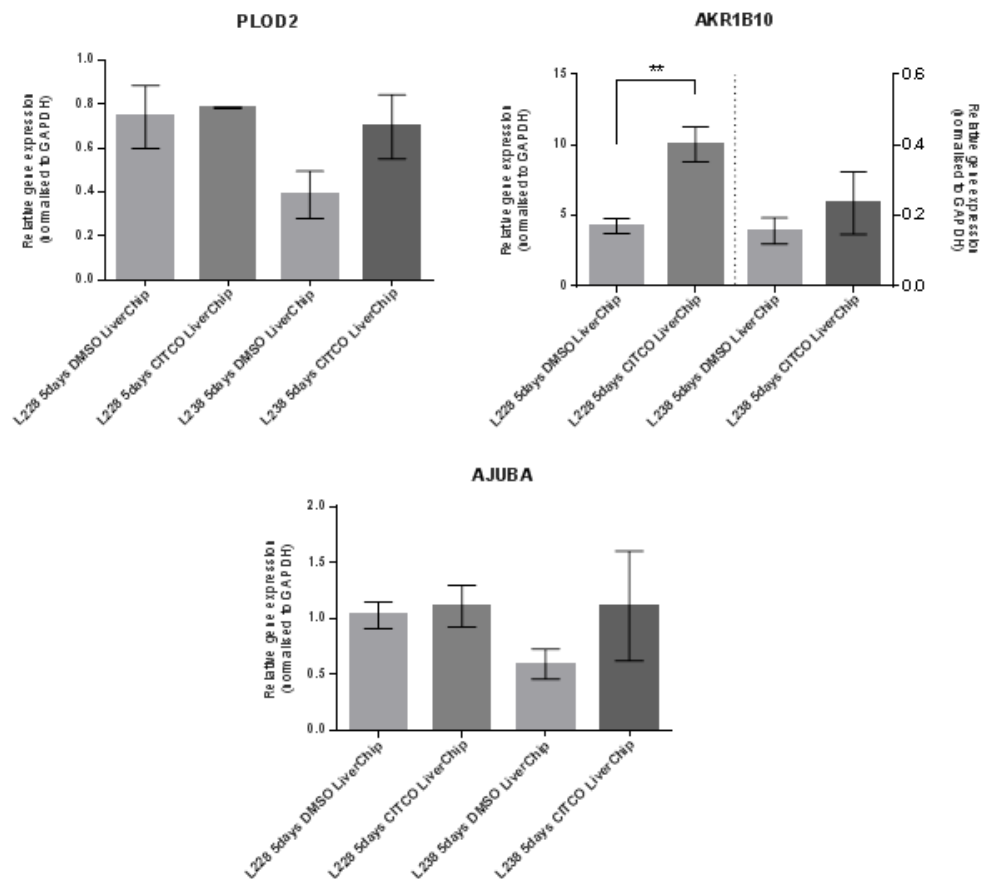 PLOD2
1.0
0.8
0.6
0.4
0.2
0.0
Relative gene expression
(normalised to GAPDH)
L228 5days DMSO LiverChip
L228 5days CITCO LiverChip
L238 5days DMSO LiverChip
L238 5days CITCO LiverChip
AKR1B10
15
10
5
0
Relative gene expression
(normalised to GAPDH)
**
0.6
0.4
0.2
0.0
Relative gene expression
(normalised to GAPDH)
L228 5days DMSO LiverChip
L228 5days CITCO LiverChip
L238 5days DMSO LiverChip
L238 5days CITCO LiverChip
AJUBA
2.0
1.5
1.0
0.5
0.0
Relative gene expression
(normalised to GAPDH)
L228 5days DMSO LiverChip
L228 5days CITCO LiverChip
L238 5days DMSO LiverChip
L238 5days CITCO LiverChip